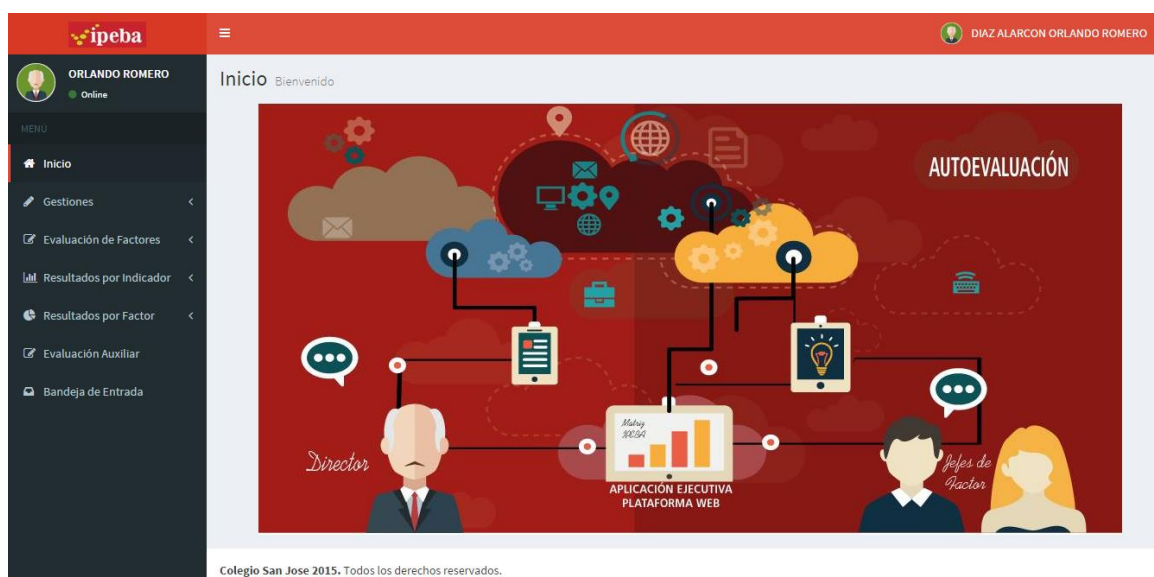 ipeba
DIAZ ALARCON ORLANDO ROMERO
ORLANDO ROMERO
Online
MENÚ
Inicio
Gestiones
Evaluación de Factores
Resultados por Indicador
Resultados por Factor
Evaluación Auxiliar
Bandeja de Entrada
Inicio Bienvenido
AUTOEVALUACIÓN
Director
Matriz
APLICACIÓN EJECUTIVA
PLATAFORMA WEB
Jefes de
Factor
Colegio San Jose 2015. Todos los derechos reservados.